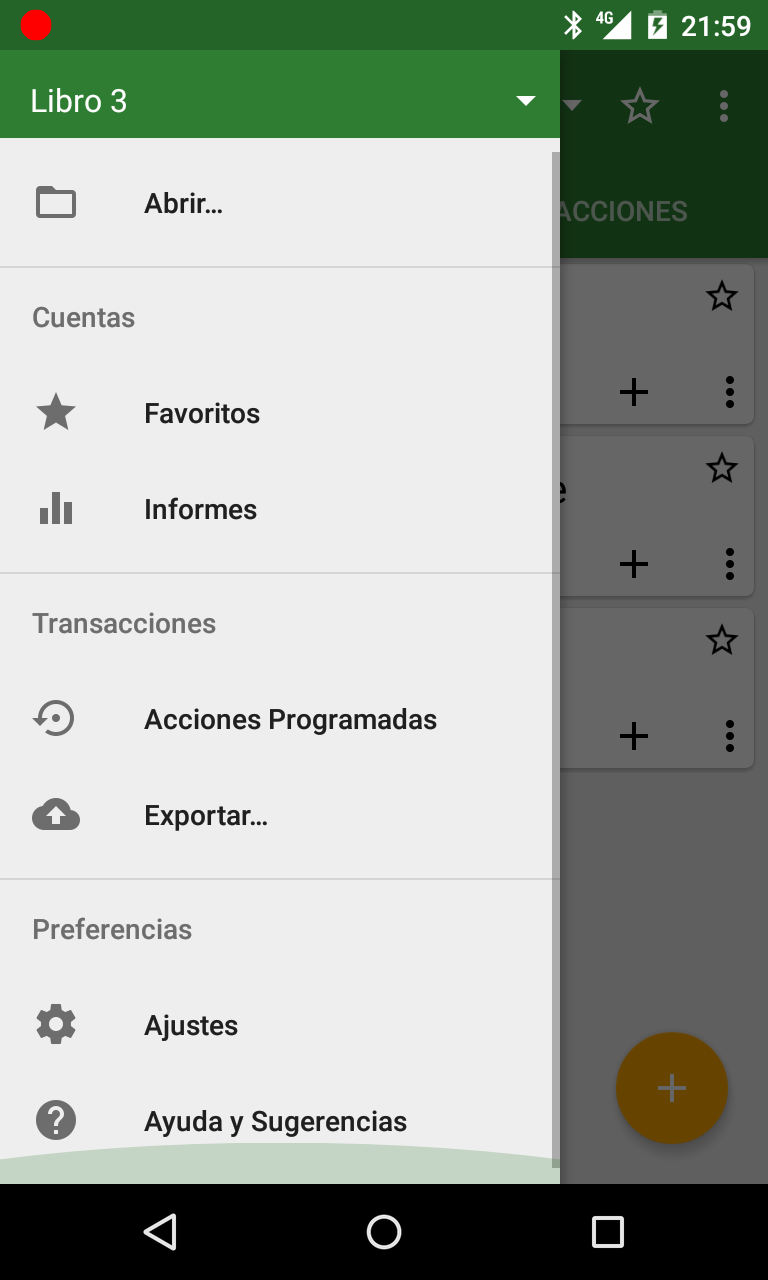 4G 21:59
Libro 3
ACCIONES
Abrir...
Cuentas
Favoritos
Informes
e
Transacciones
Acciones Programadas
Exportar...
Preferencias
Ajustes
Ayuda y Sugerencias